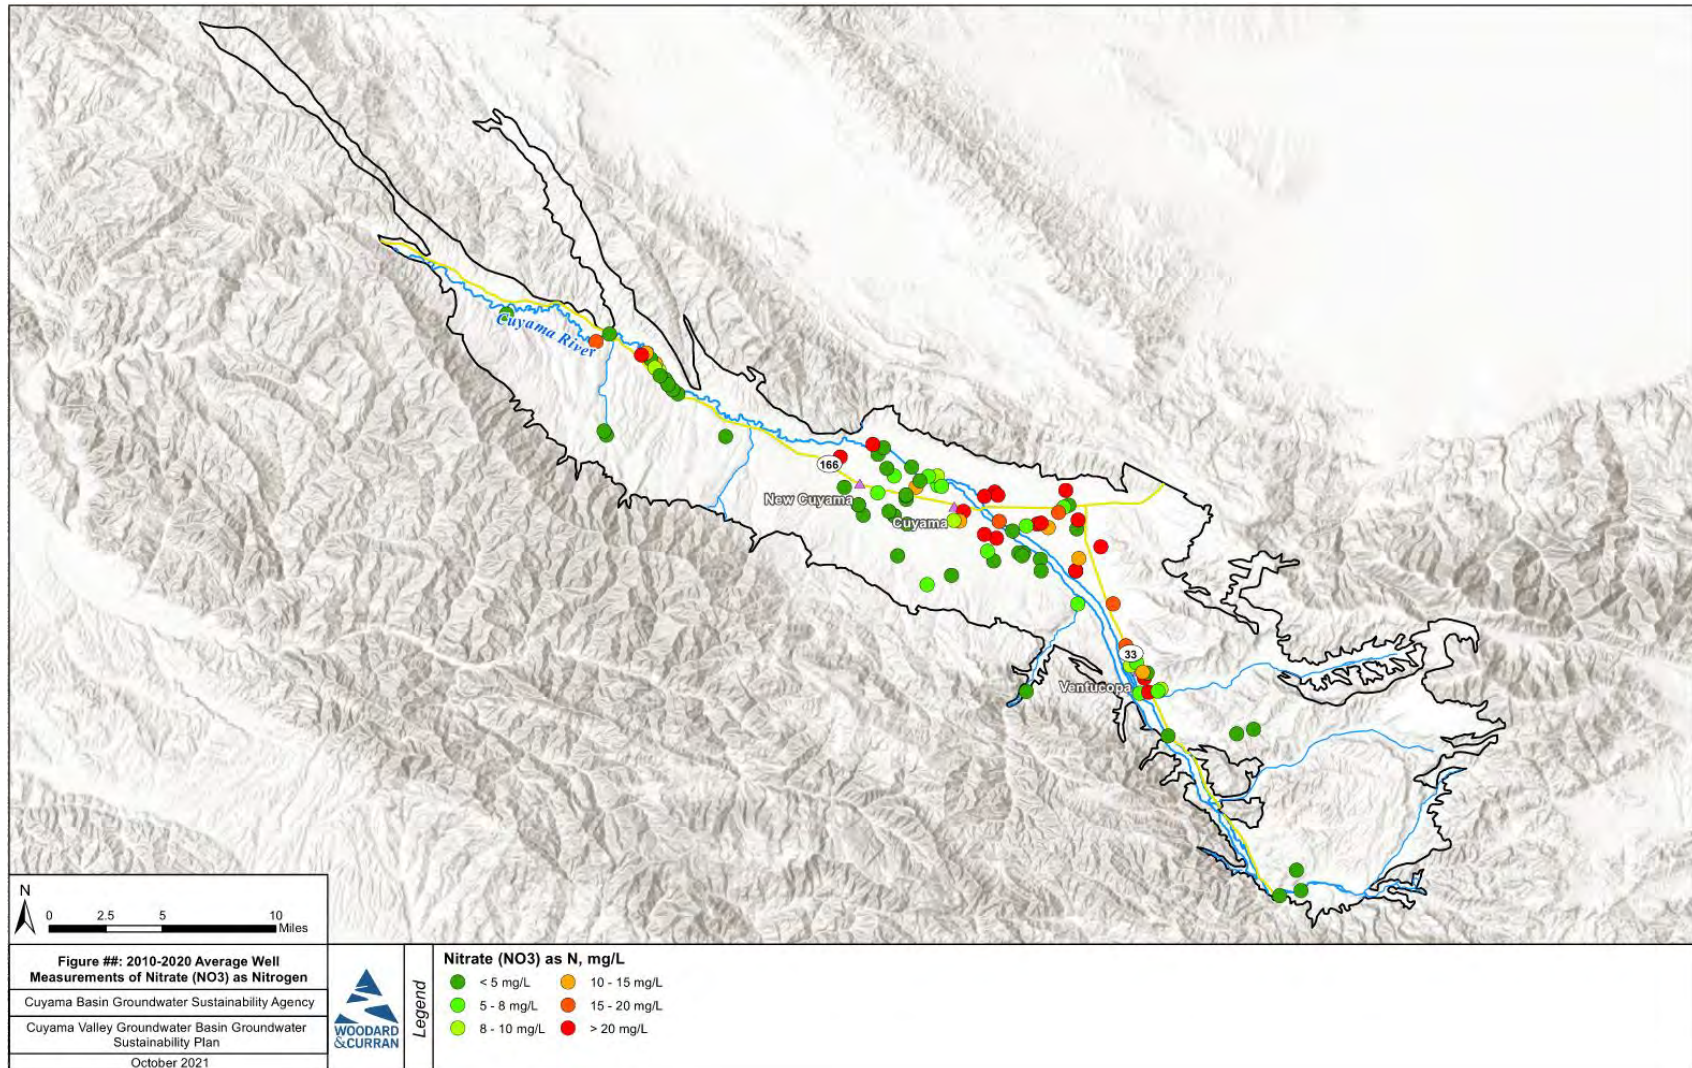 Cuyama River
166
New Cuyama
Cuyama
33
Ventucopa
N
0 2.5 5 10
Miles
Figure ##: 2010-2020 Average Well
Measurements of Nitrate (NO3) as Nitrogen
Cuyama Basin Groundwater Sustainability Agency
Cuyama Valley Groundwater Basin Groundwater
Sustainability Plan
October 2021
WOODARD
&CURRAN
Legend
Nitrate (NO3) as N, mg/L
< 5 mg/L
5 - 8 mg/L
8 - 10 mg/L
10 - 15 mg/L
15 - 20 mg/L
> 20 mg/L